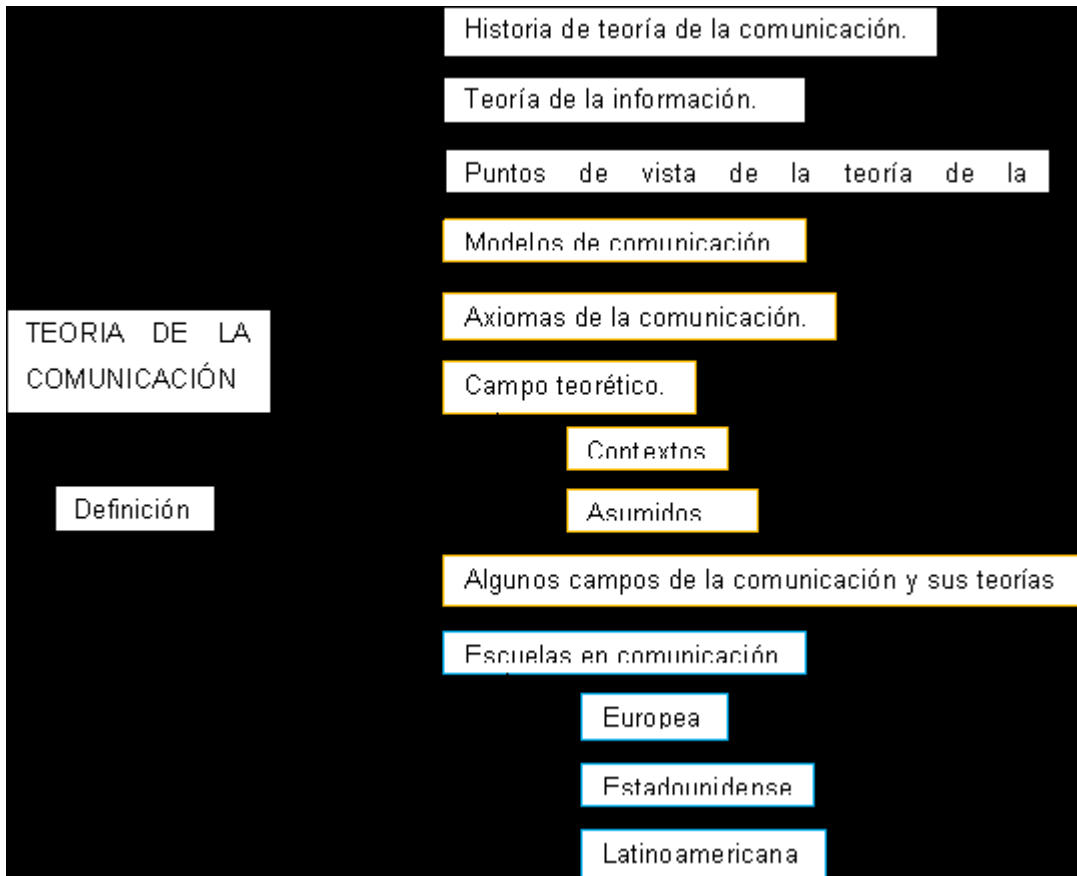 Historia de teoría de la comunicación.
Teoría de la información.
Puntos de vista de la teoría de la
Modelos de comunicación
Axiomas de la comunicación.
TEORIA DE LA
COMUNICACIÓN
Campo teorético.
Contextos
Definición
Asumidos
Algunos campos de la comunicación y sus teorías
Escuelas en comunicación
Europea
Estadounidense
Latinoamericana